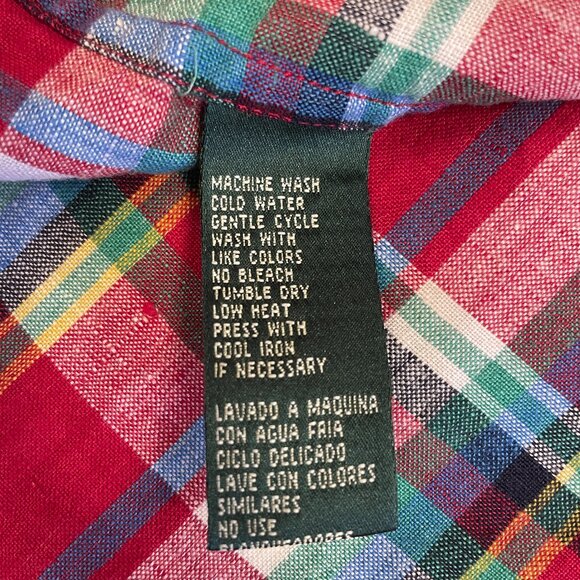 MACHINE WASH
COLD WATER
GENTLE CYCLE
WASH WITH
LIKE COLORS
NO BLEACH
TUMBLE DRY
LOW HEAT
PRESS WITH
COOL IRON
IF NECESSARY
LAVADO A MAQUINA
CON AGUA FRIA
CICLO DELICADO
LAVE CON COLORES
SIMILARES
NO USE
BLANQUEADORES